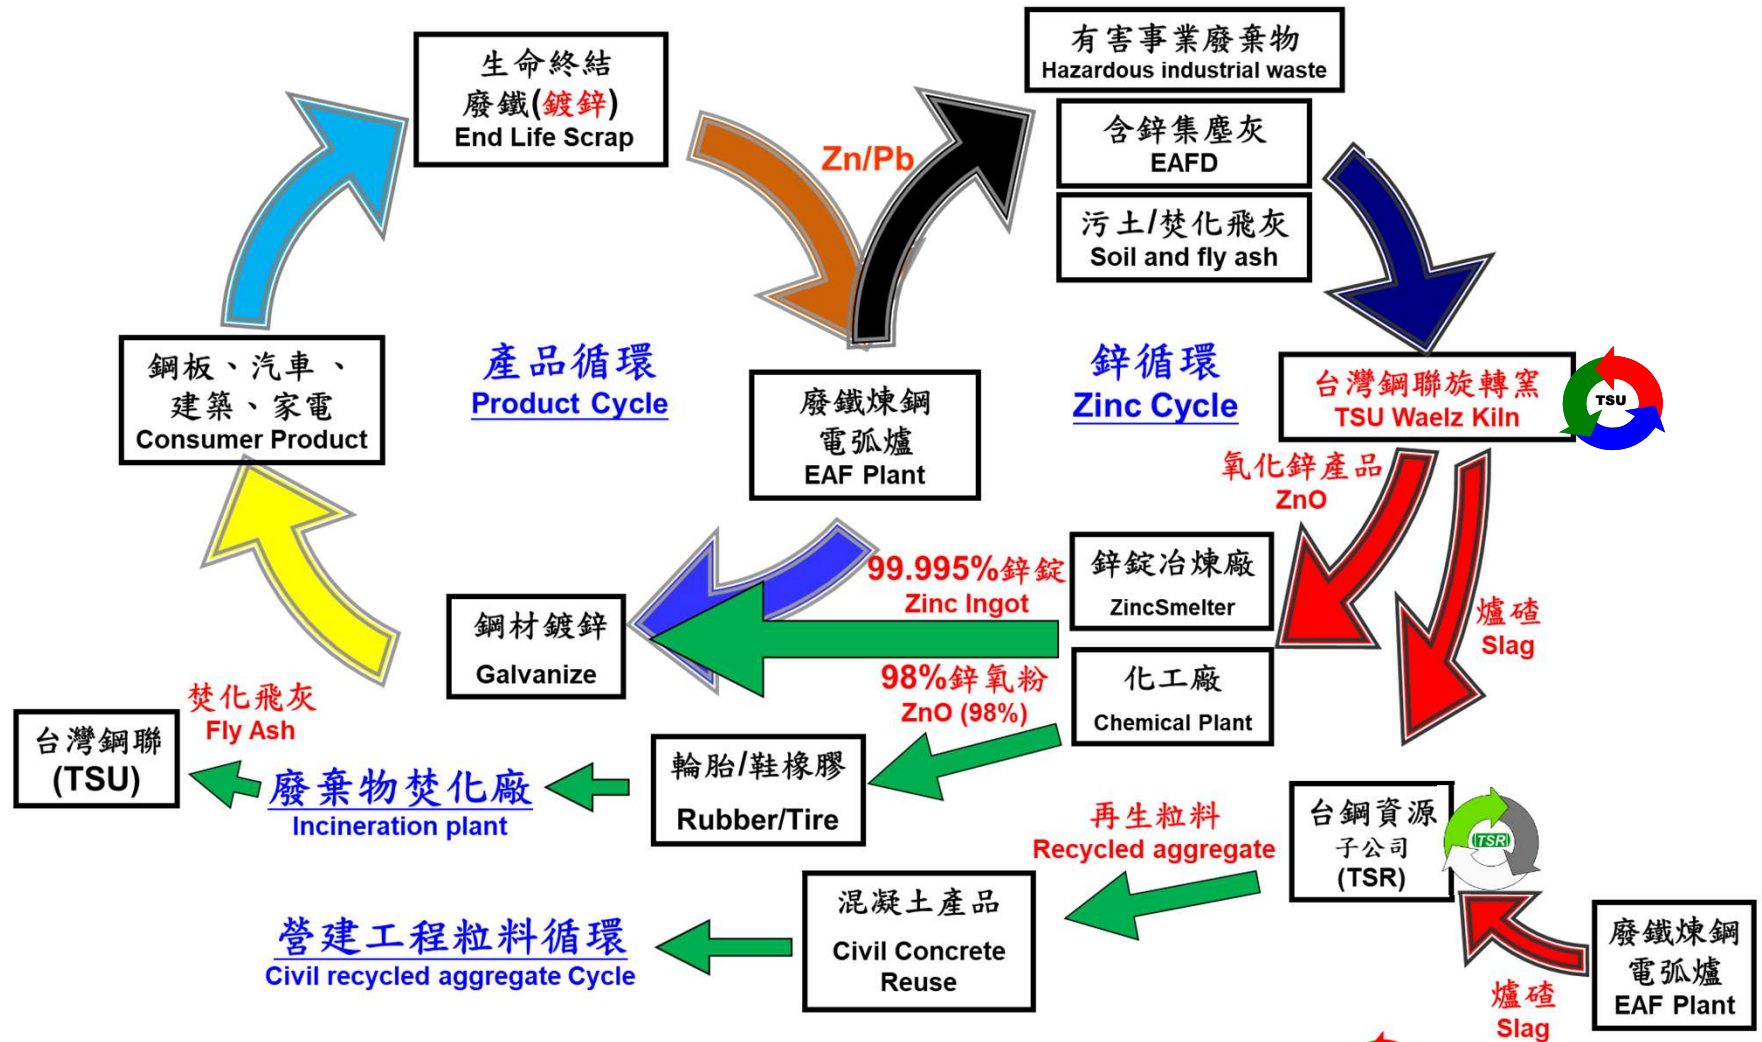 生命終結
廢鐵(鍍鋅)
End Life Scrap
Zn/Pb
有害事業廢棄物
Hazardous industrial waste
含鋅集塵灰
EAFD
污土/焚化飛灰
Soil and fly ash
鋼板、汽車、
建築、家電
Consumer Product
產品循環
Product Cycle
廢鐵煉鋼
電弧爐
EAF Plant
鋅循環
Zinc Cycle
台灣鋼聯旋轉窯
TSU Waelz Kiln
TSU
氧化鋅產品
ZnO
99.995%鋅錠
Zinc Ingot
鋅錠冶煉廠
ZincSmelter
爐碴
Slag
鋼材鍍鋅
Galvanize
98%鋅氧粉
ZnO (98%)
化工廠
Chemical Plant
台灣鋼聯
(TSU)
焚化飛灰
Fly Ash
廢棄物焚化廠
Incineration plant
輪胎/鞋橡膠
Rubber/Tire
再生粒料
Recycled aggregate
台鋼資源
子公司
(TSR)
TSR
營建工程粒料循環
Civil recycled aggregate Cycle
混凝土產品
Civil Concrete
Reuse
廢鐵煉鋼
電弧爐
EAF Plant
爐碴
Slag